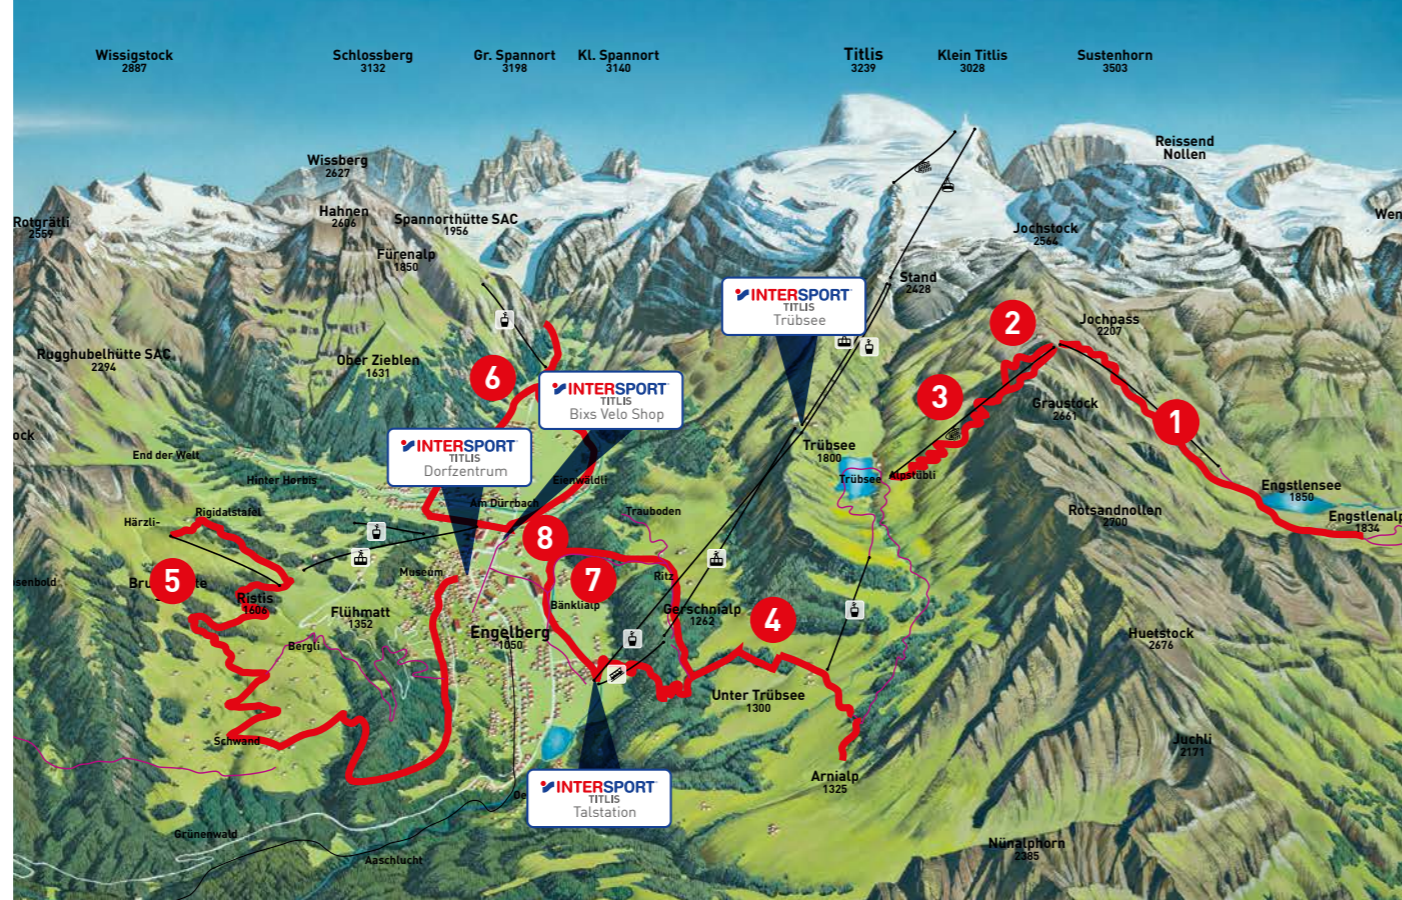 Wissigstock
2887
Schlossberg
3132
Gr. Spannort
3198
Kl. Spannort
3140
Titlis
3239
Klein Titlis
3028
Sustenhorn
3503
Reissend
Nollen
Wissberg
2627
Rotgrätli
2559
Hahnen
2606
Spannorthütte SAC
1956
Wen
Jochstock
2564
Fürenalp
1850
Stand
2428
INTERSPORT
TITLIS
Trübsee
Jochpass
2207
2
Rugghubelhütte SAC
2294
Ober Zieblen
1631
6
INTERSPORT
TITLIS
Bixs Velo Shop
3
Graustock
2661
1
ock
INTERSPORT
TITLIS
Dorfzentrum
End der Welt
Hinter Horbis
Eienwäldli
Trübsee
1800
Trübsee
Alpstübli
Engstlensee
1850
Engstlenalp
1834
Am Dürrbach
Trauboden
Rotsandnollen
2700
Rigidalstafel
Härzli-
8
5
Museum
7
Ritz
senbold
Ristis
1606
Flühmatt
1352
Bänklialp
Gerschnialp
1262
4
Engelberg
1050
Bergli
Huetstock
2676
Unter Trübsee
1300
Schwand
Juchli
2171
Arnialp
1325
INTERSPORT
TITLIS
Talstation
Grünenwald
Aaschlucht
Nünalphorn
2385